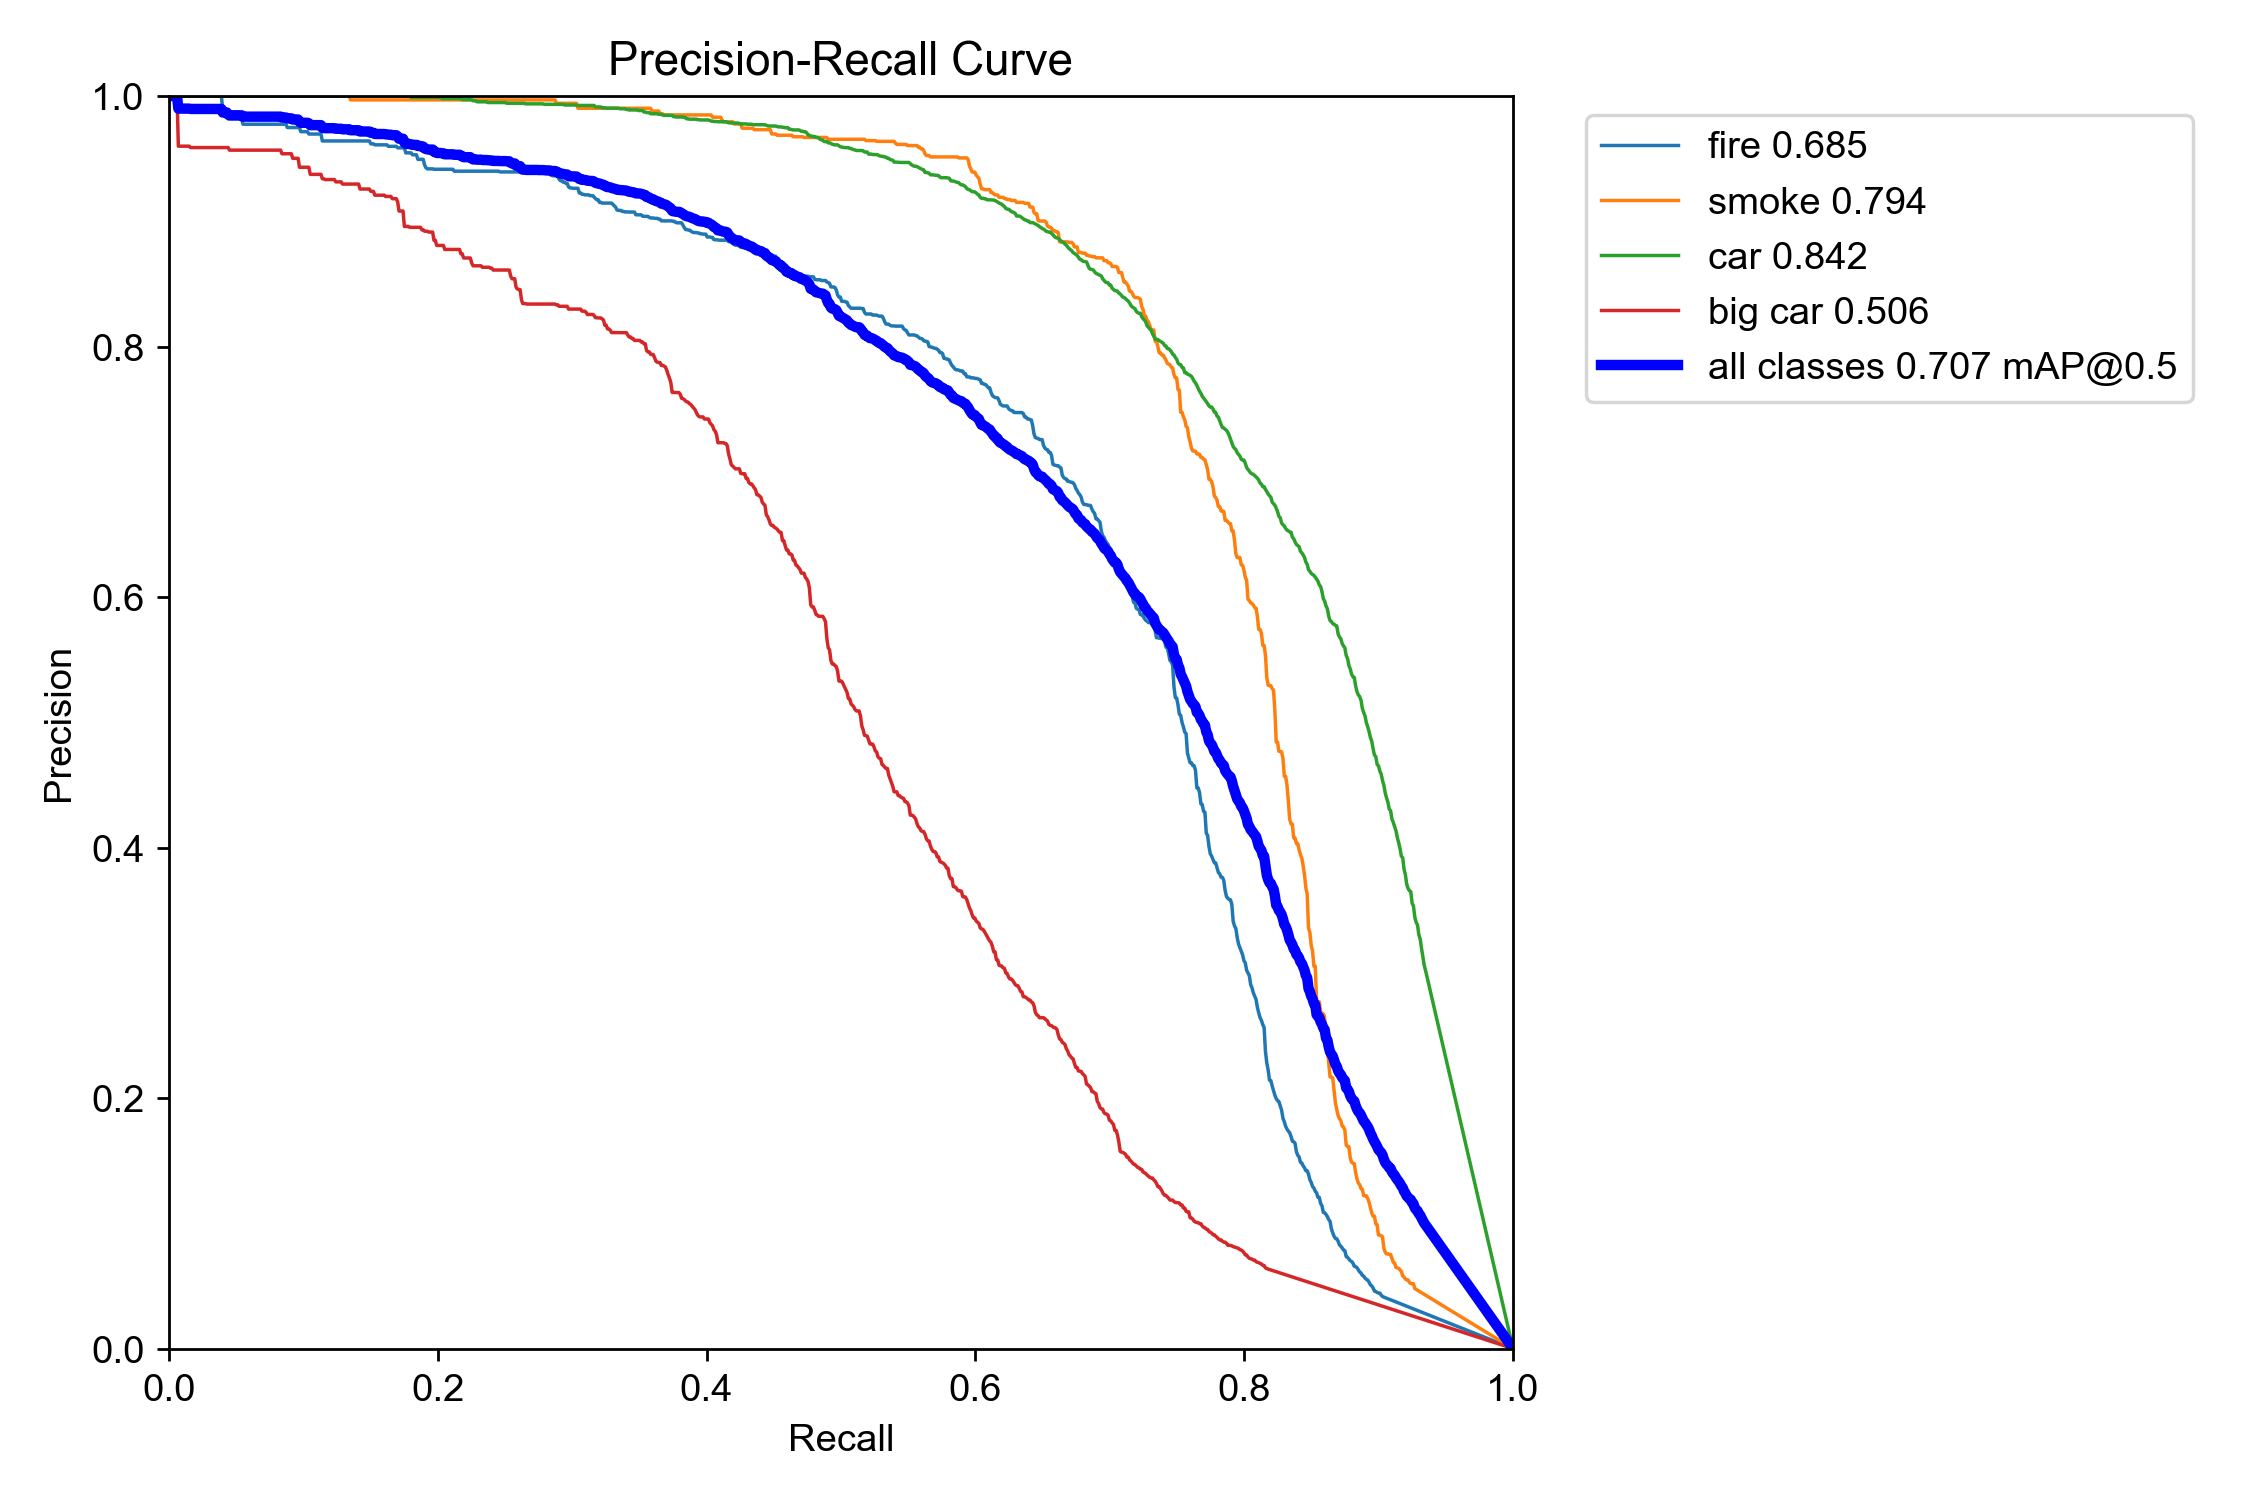 Precision-Recall Curve
1.0
0.8
0.6
0.4
0.2
0.0
Precision
0.0 0.2 0.4 0.6 0.8 1.0
Recall
fire 0.685
smoke 0.794
car 0.842
big car 0.506
all classes 0.707 mAP@0.5